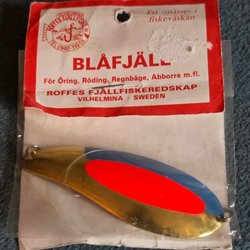 Ett »måste» i
fiskeväskan
BLÅFJÄLL
För Öring, Röding, Regnbåge, Abborre m.fl.
ROFFES FJÄLLFISKEREDSKAP
VILHELMINA - SWEDEN